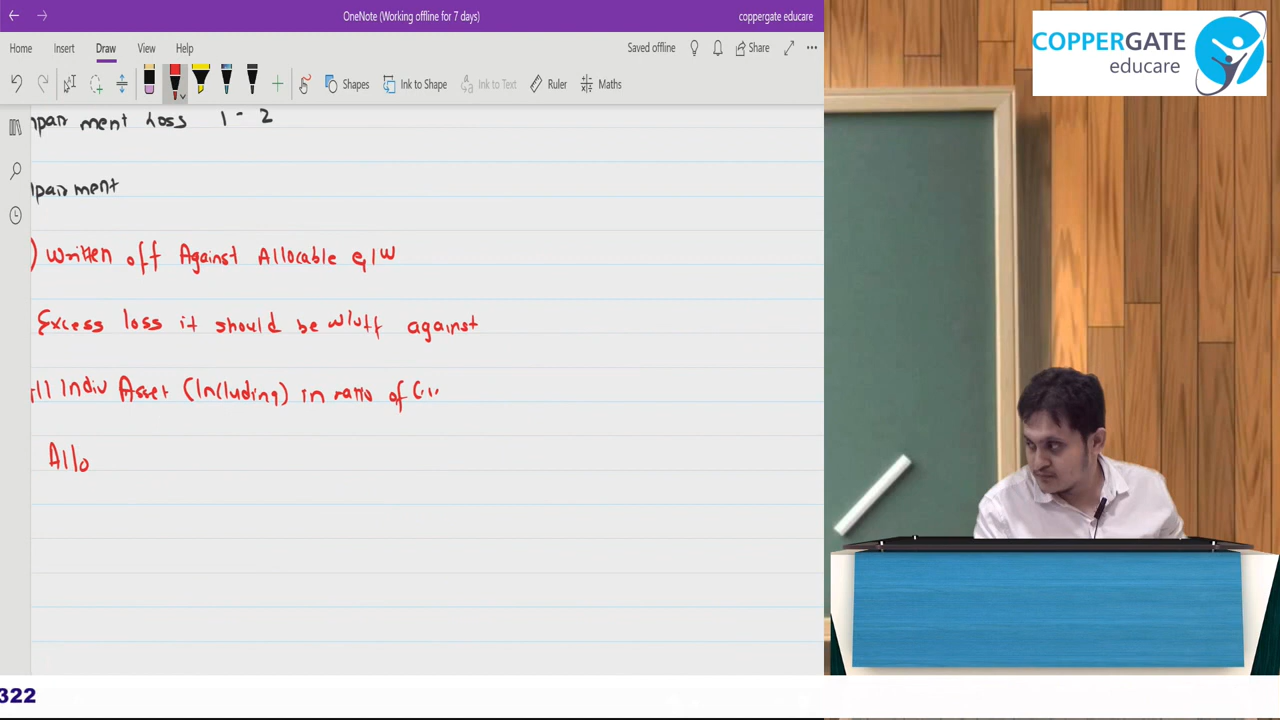 OneNote (Working offline for 7 days)
coppergate educare
Home Insert Draw View Help
Saved offline Share
Shapes Ink to Shape Ink to Text Ruler Maths
COPPERGATE
educare
npair ment Loss 1 - 2
npair ment
) Written off Against Allocable G/W
Excess loss it should be w/off against
ll Indiv Asset (Including) in ratio of
Allo
322